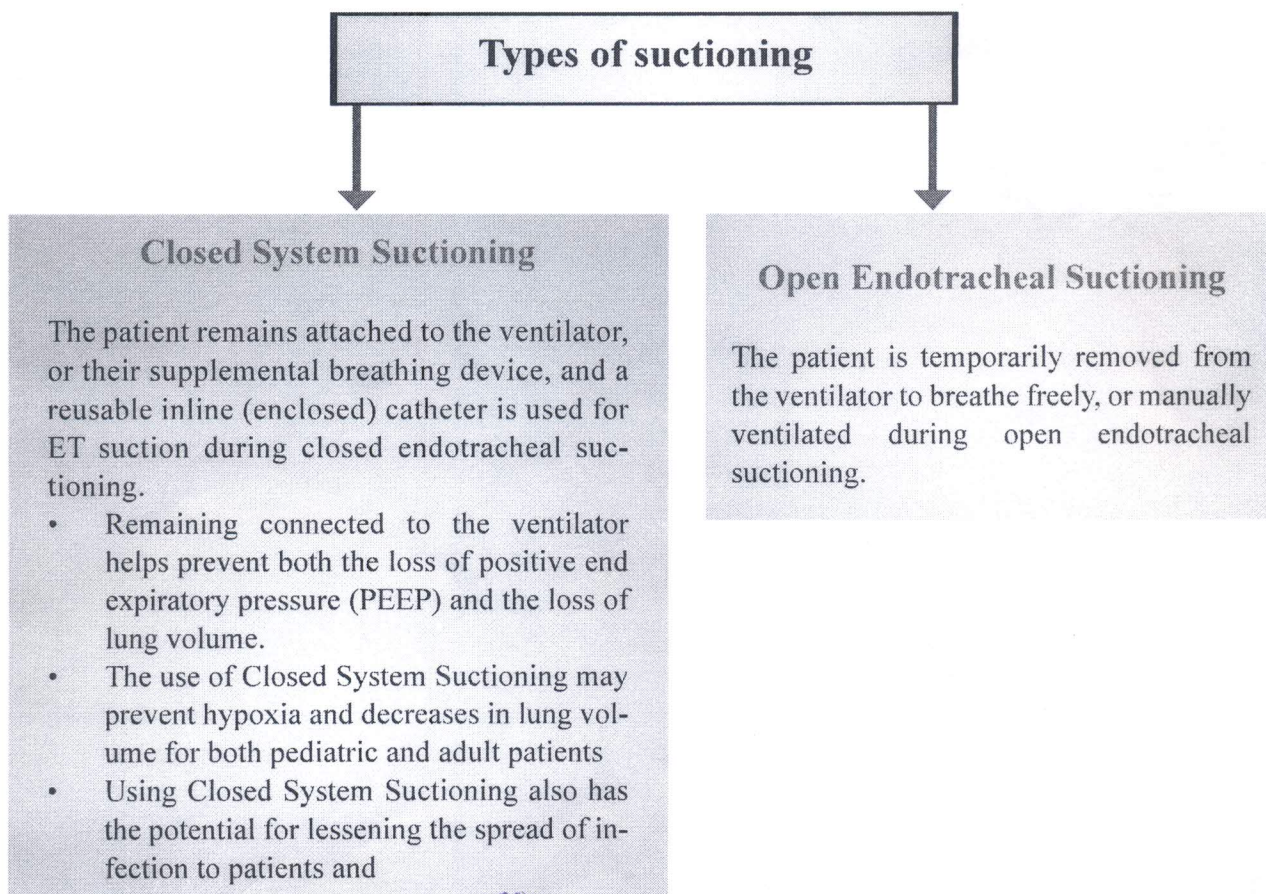 Types of suctioning
Closed System Suctioning
The patient remains attached to the ventilator,
or their supplemental breathing device, and a
reusable inline (enclosed) catheter is used for
ET suction during closed endotracheal suc-
tioning.
• Remaining connected to the ventilator
helps prevent both the loss of positive end
expiratory pressure (PEEP) and the loss of
lung volume.
• The use of Closed System Suctioning may
prevent hypoxia and decreases in lung vol-
ume for both pediatric and adult patients
• Using Closed System Suctioning also has
the potential for lessening the spread of in-
fection to patients and
Open Endotracheal Suctioning
The patient is temporarily removed from
the ventilator to breathe freely, or manually
ventilated during open endotracheal
suctioning.